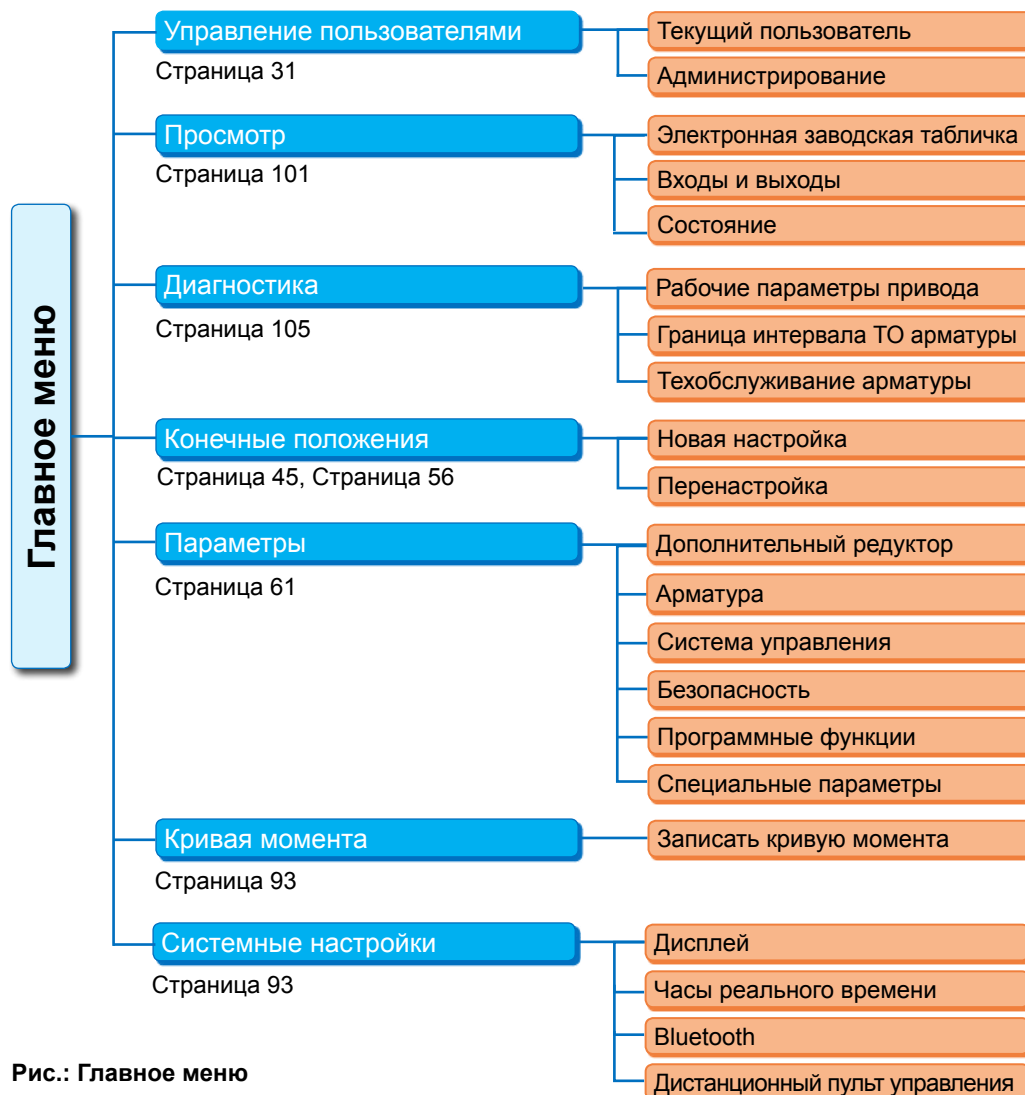 Главное меню
Управление пользователями
Страница 31
Текущий пользователь
Администрирование
Просмотр
Страница 101
Электронная заводская табличка
Входы и выходы
Состояние
Диагностика
Страница 105
Рабочие параметры привода
Граница интервала ТО арматуры
Техобслуживание арматуры
Конечные положения
Страница 45, Страница 56
Новая настройка
Перенастройка
Параметры
Страница 61
Дополнительный редуктор
Арматура
Система управления
Безопасность
Программные функции
Специальные параметры
Кривая момента
Страница 93
Записать кривую момента
Системные настройки
Страница 93
Дисплей
Часы реального времени
Bluetooth
Дистанционный пульт управления
Рис.: Главное меню